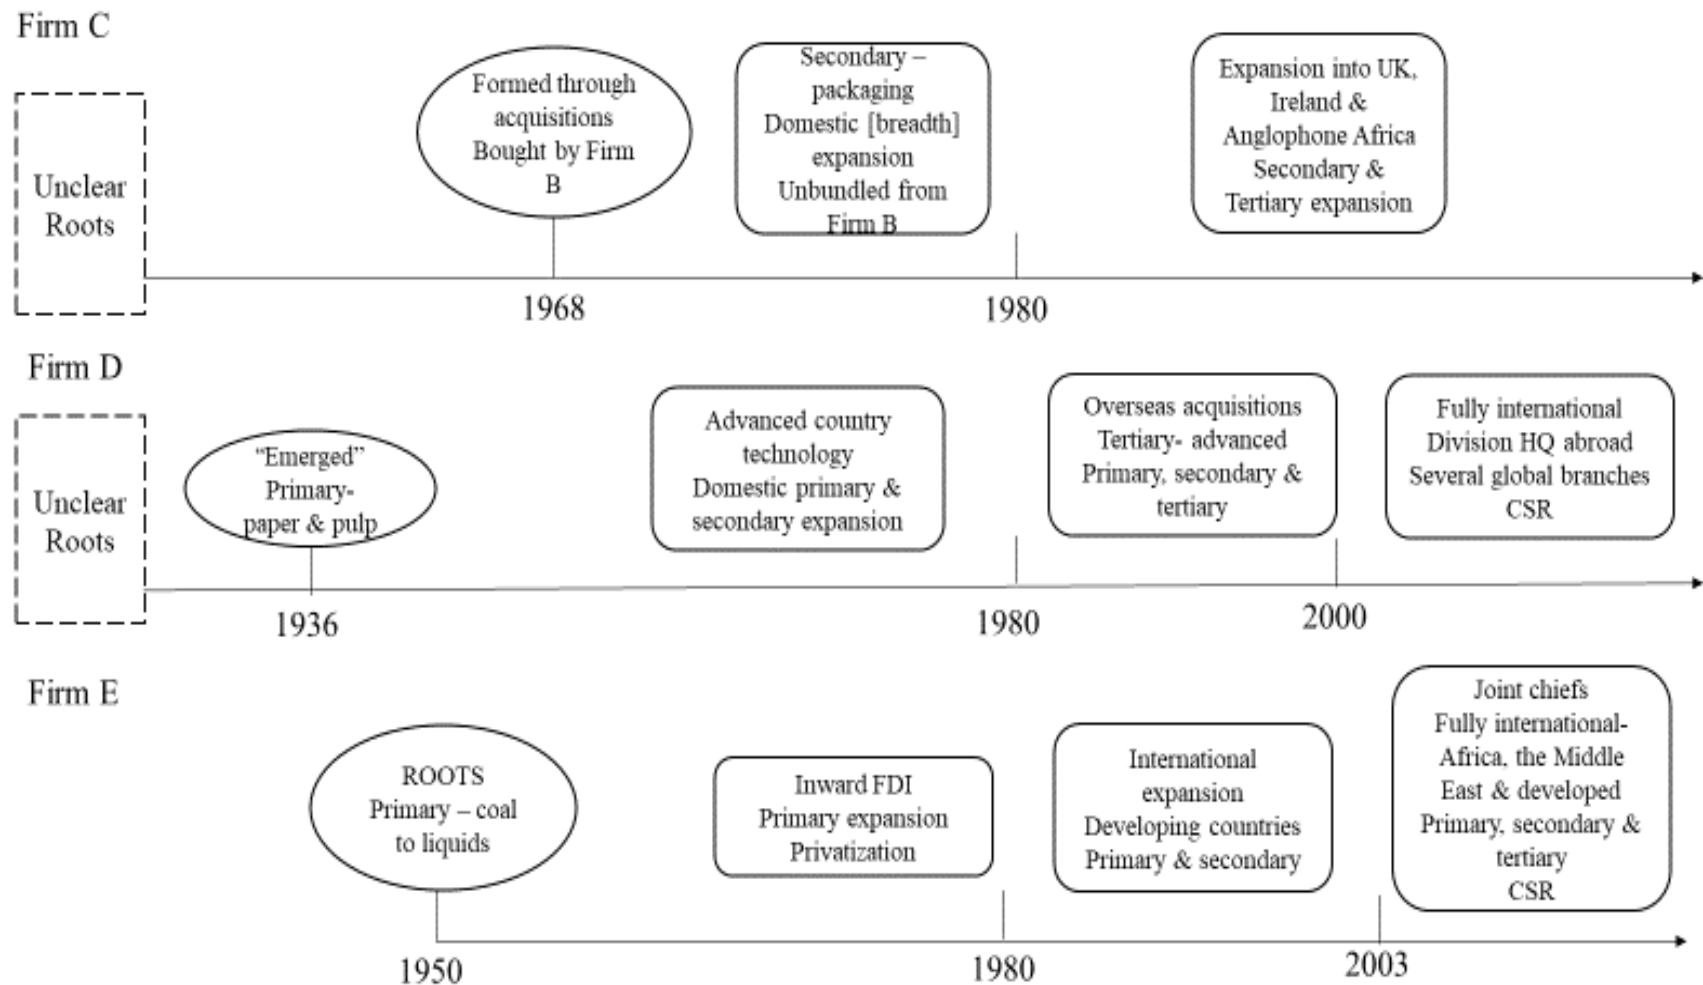 Firm C
Unclear
Roots
Formed through
acquisitions
Bought by Firm
B
Secondary –
packaging
Domestic [breadth]
expansion
Unbundled from
Firm B
Expansion into UK,
Ireland &
Anglophone Africa
Secondary &
Tertiary expansion
1968
1980
Firm D
Unclear
Roots
“Emerged”
Primary-
paper & pulp
Advanced country
technology
Domestic primary &
secondary expansion
Overseas acquisitions
Tertiary- advanced
Primary, secondary &
tertiary
Fully international
Division HQ abroad
Several global branches
CSR
1936
1980
2000
Firm E
ROOTS
Primary – coal
to liquids
Inward FDI
Primary expansion
Privatization
International
expansion
Developing countries
Primary & secondary
Joint chiefs
Fully international-
Africa, the Middle
East & developed
Primary, secondary &
tertiary
CSR
1950
1980
2003